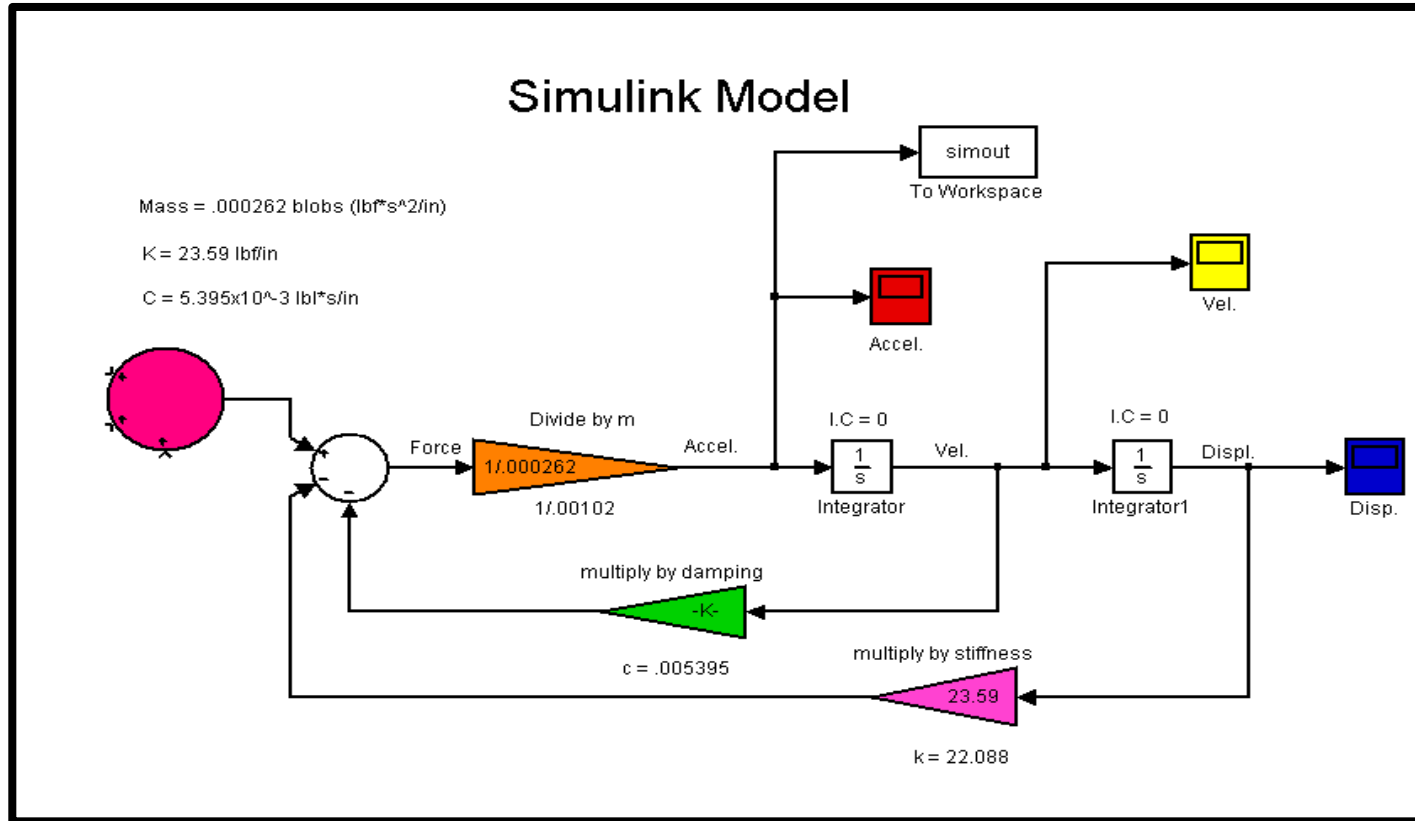 Simulink Model
simout
To Workspace
Mass = .000262 blobs (lbf*s^2/in)
K = 23.59 lbf/in
C = 5.395x10^-3 lbl*s/in
Vel.
Accel.
Divide by m
I.C = 0
I.C = 0
Force
Accel.
Vel.
Displ.
1/.000262
1
s
1
s
1/.00102
Integrator
Integrator1
Disp.
multiply by damping
-K-
c = .005395
multiply by stiffness
23.59
k = 22.088